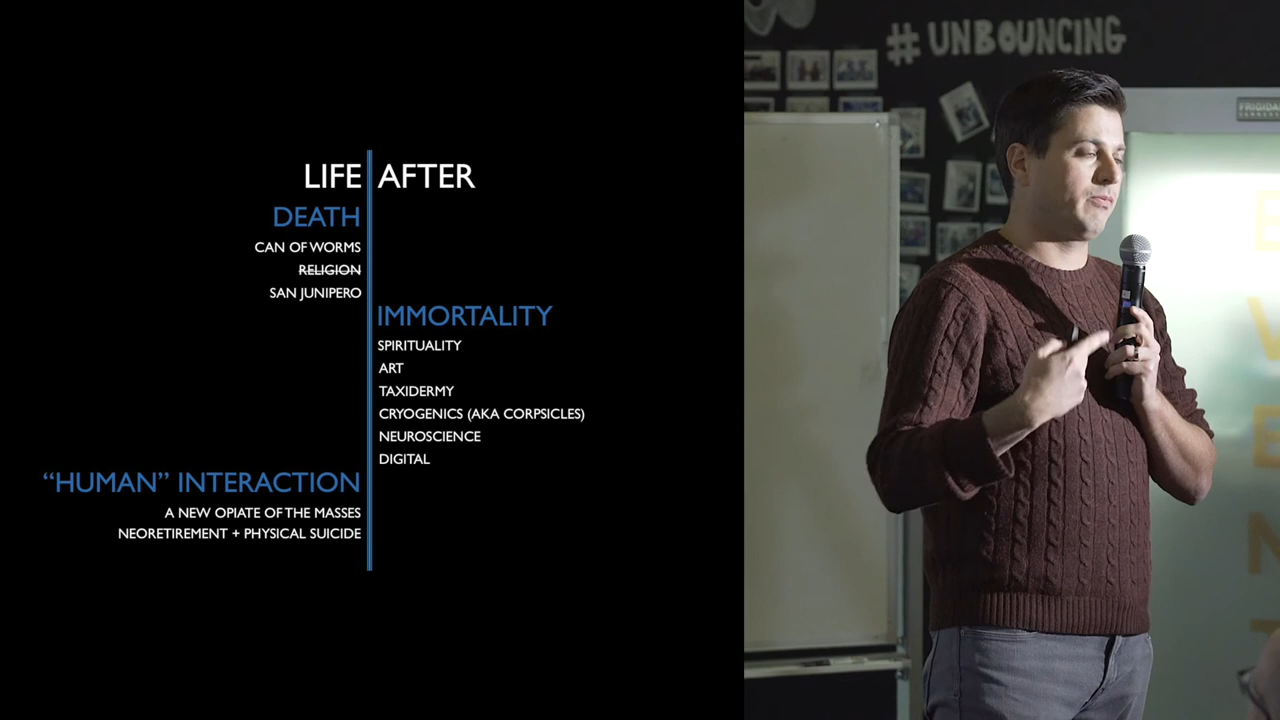 LIFE AFTER
DEATH
CAN OF WORMS
RELIGION
SAN JUNIPERO
IMMORTALITY
SPIRITUALITY
ART
TAXIDERMY
CRYOGENICS (AKA CORPSICLES)
NEUROSCIENCE
DIGITAL
“HUMAN” INTERACTION
A NEW OPIATE OF THE MASSES
NEORETIREMENT + PHYSICAL SUICIDE
#UNBOUNCING